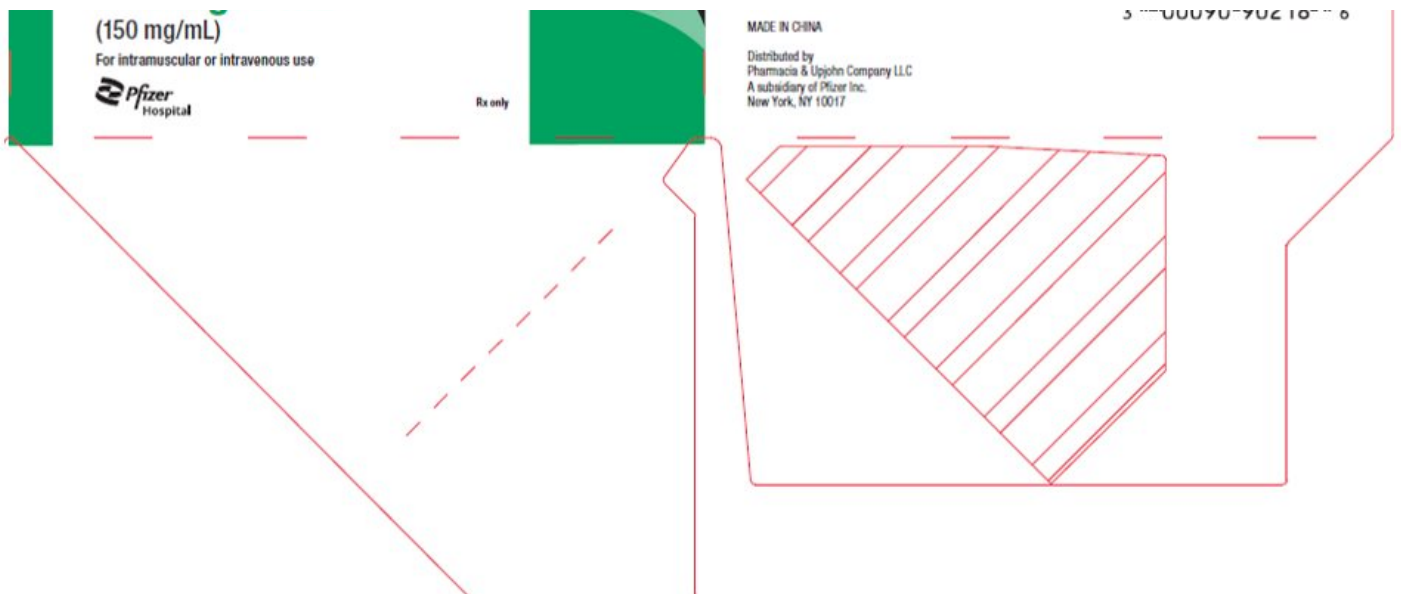 (150 mg/mL)
For intramuscular or intravenous use
Pfizer
Hospital
Rx only
MADE IN CHINA
Distributed by
Pharmacia & Upjohn Company LLC
A subsidiary of Pfizer Inc.
New York, NY 10017